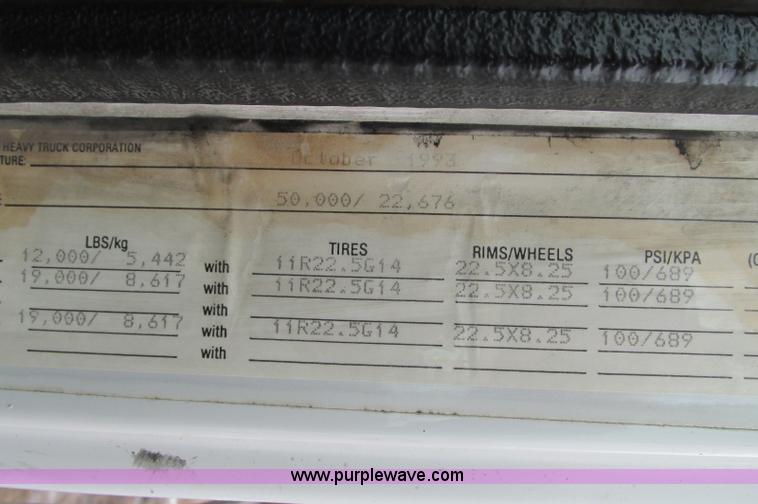 HEAVY TRUCK CORPORATION
TURE: October 1993
50,000/ 22,676
LBS/kg TIRES RIMS/WHEELS PSI/KPA
12,000/ 5,442 with 11R22.5G14 22.5X8.25 100/689
19,000/ 8,617 with 11R22.5G14 22.5X8.25 100/689
with
19,000/ 8,617 with 11R22.5G14 22.5X8.25 100/689
with
www.purplewave.com